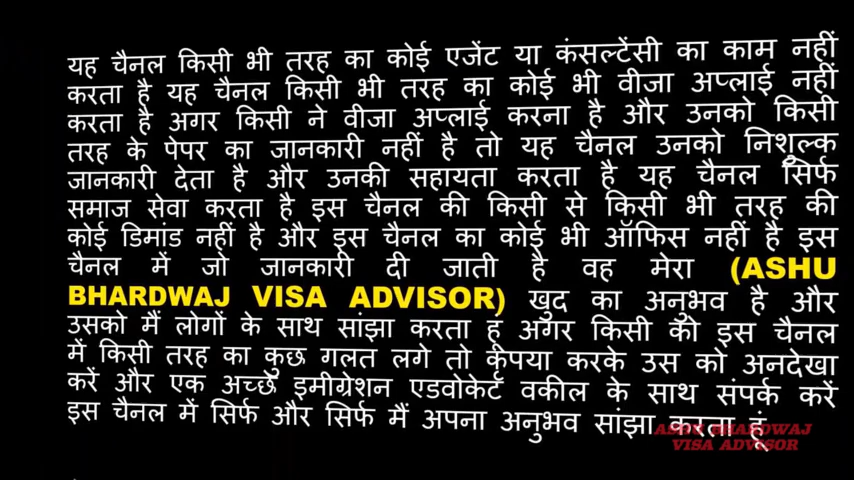 यह चैनल किसी भी तरह का कोई एजेंट या कंसल्टेंसी का काम नहीं
करता है यह चैनल किसी भी तरह का कोई भी वीजा अप्लाई नहीं
करता है अगर किसी ने वीजा अप्लाई करना है और उनको किसी
तरह के पेपर का जानकारी नहीं है तो यह चैनल उनको निशुल्क
जानकारी देता है और उनकी सहायता करता है यह चैनल सिर्फ
समाज सेवा करता है इस चैनल की किसी से किसी भी तरह की
कोई डिमांड नहीं है और इस चैनल का कोई भी ऑफिस नहीं है इस
चैनल में जो जानकारी दी जाती है वह मेरा (ASHU
BHARDWAJ VISA ADVISOR) खुद का अनुभव है और
उसको मैं लोगों के साथ सांझा करता हूं अगर किसी को इस चैनल
में किसी तरह का कुछ गलत लगे तो कृपया करके उस को अनदेखा
करें और एक अच्छे इमीग्रेशन एडवोकेट वकील के साथ संपर्क करें
इस चैनल में सिर्फ और सिर्फ मैं अपना अनुभव सांझा करता हूं
ASHU BHARDWAJ
VISA ADVISOR